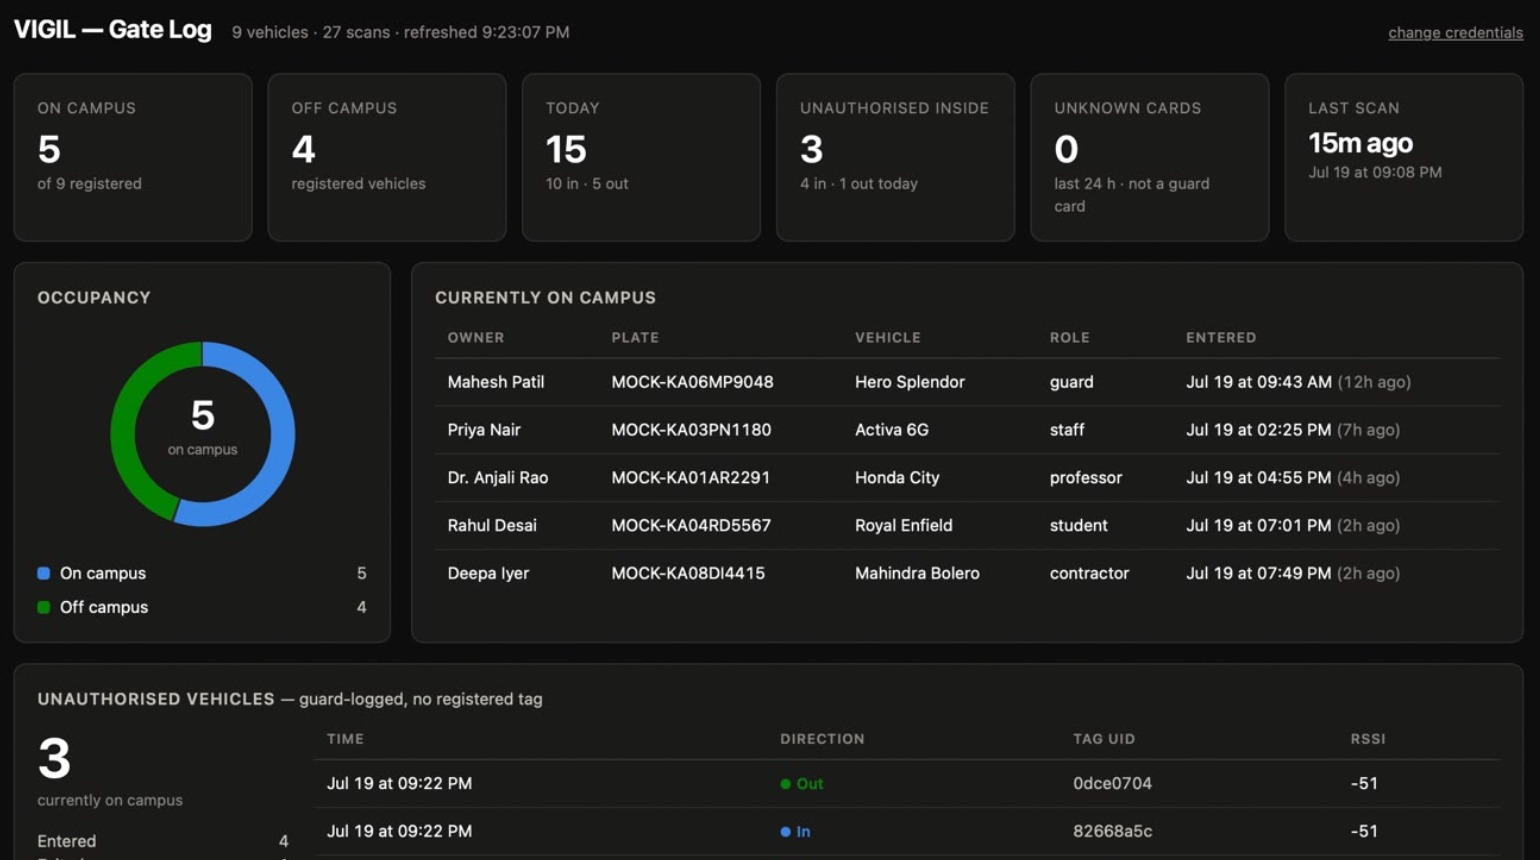 VIGIL — Gate Log 9 vehicles · 27 scans · refreshed 9:23:07 PM change credentials
ON CAMPUS
5
of 9 registered
OFF CAMPUS
4
registered vehicles
TODAY
15
10 in · 5 out
UNAUTHORISED INSIDE
3
4 in · 1 out today
UNKNOWN CARDS
0
last 24 h · not a guard
card
LAST SCAN
15m ago
Jul 19 at 09:08 PM
OCCUPANCY
5
on campus
On campus 5
Off campus 4
CURRENTLY ON CAMPUS
OWNER PLATE VEHICLE ROLE ENTERED
Mahesh Patil MOCK-KA06MP9048 Hero Splendor guard Jul 19 at 09:43 AM (12h ago)
Priya Nair MOCK-KA03PN1180 Activa 6G staff Jul 19 at 02:25 PM (7h ago)
Dr. Anjali Rao MOCK-KA01AR2291 Honda City professor Jul 19 at 04:55 PM (4h ago)
Rahul Desai MOCK-KA04RD5567 Royal Enfield student Jul 19 at 07:01 PM (2h ago)
Deepa Iyer MOCK-KA08DI4415 Mahindra Bolero contractor Jul 19 at 07:49 PM (2h ago)
UNAUTHORISED VEHICLES — guard-logged, no registered tag
3
currently on campus
Entered 4
TIME DIRECTION TAG UID RSSI
Jul 19 at 09:22 PM Out 0dce0704 -51
Jul 19 at 09:22 PM In 82668a5c -51